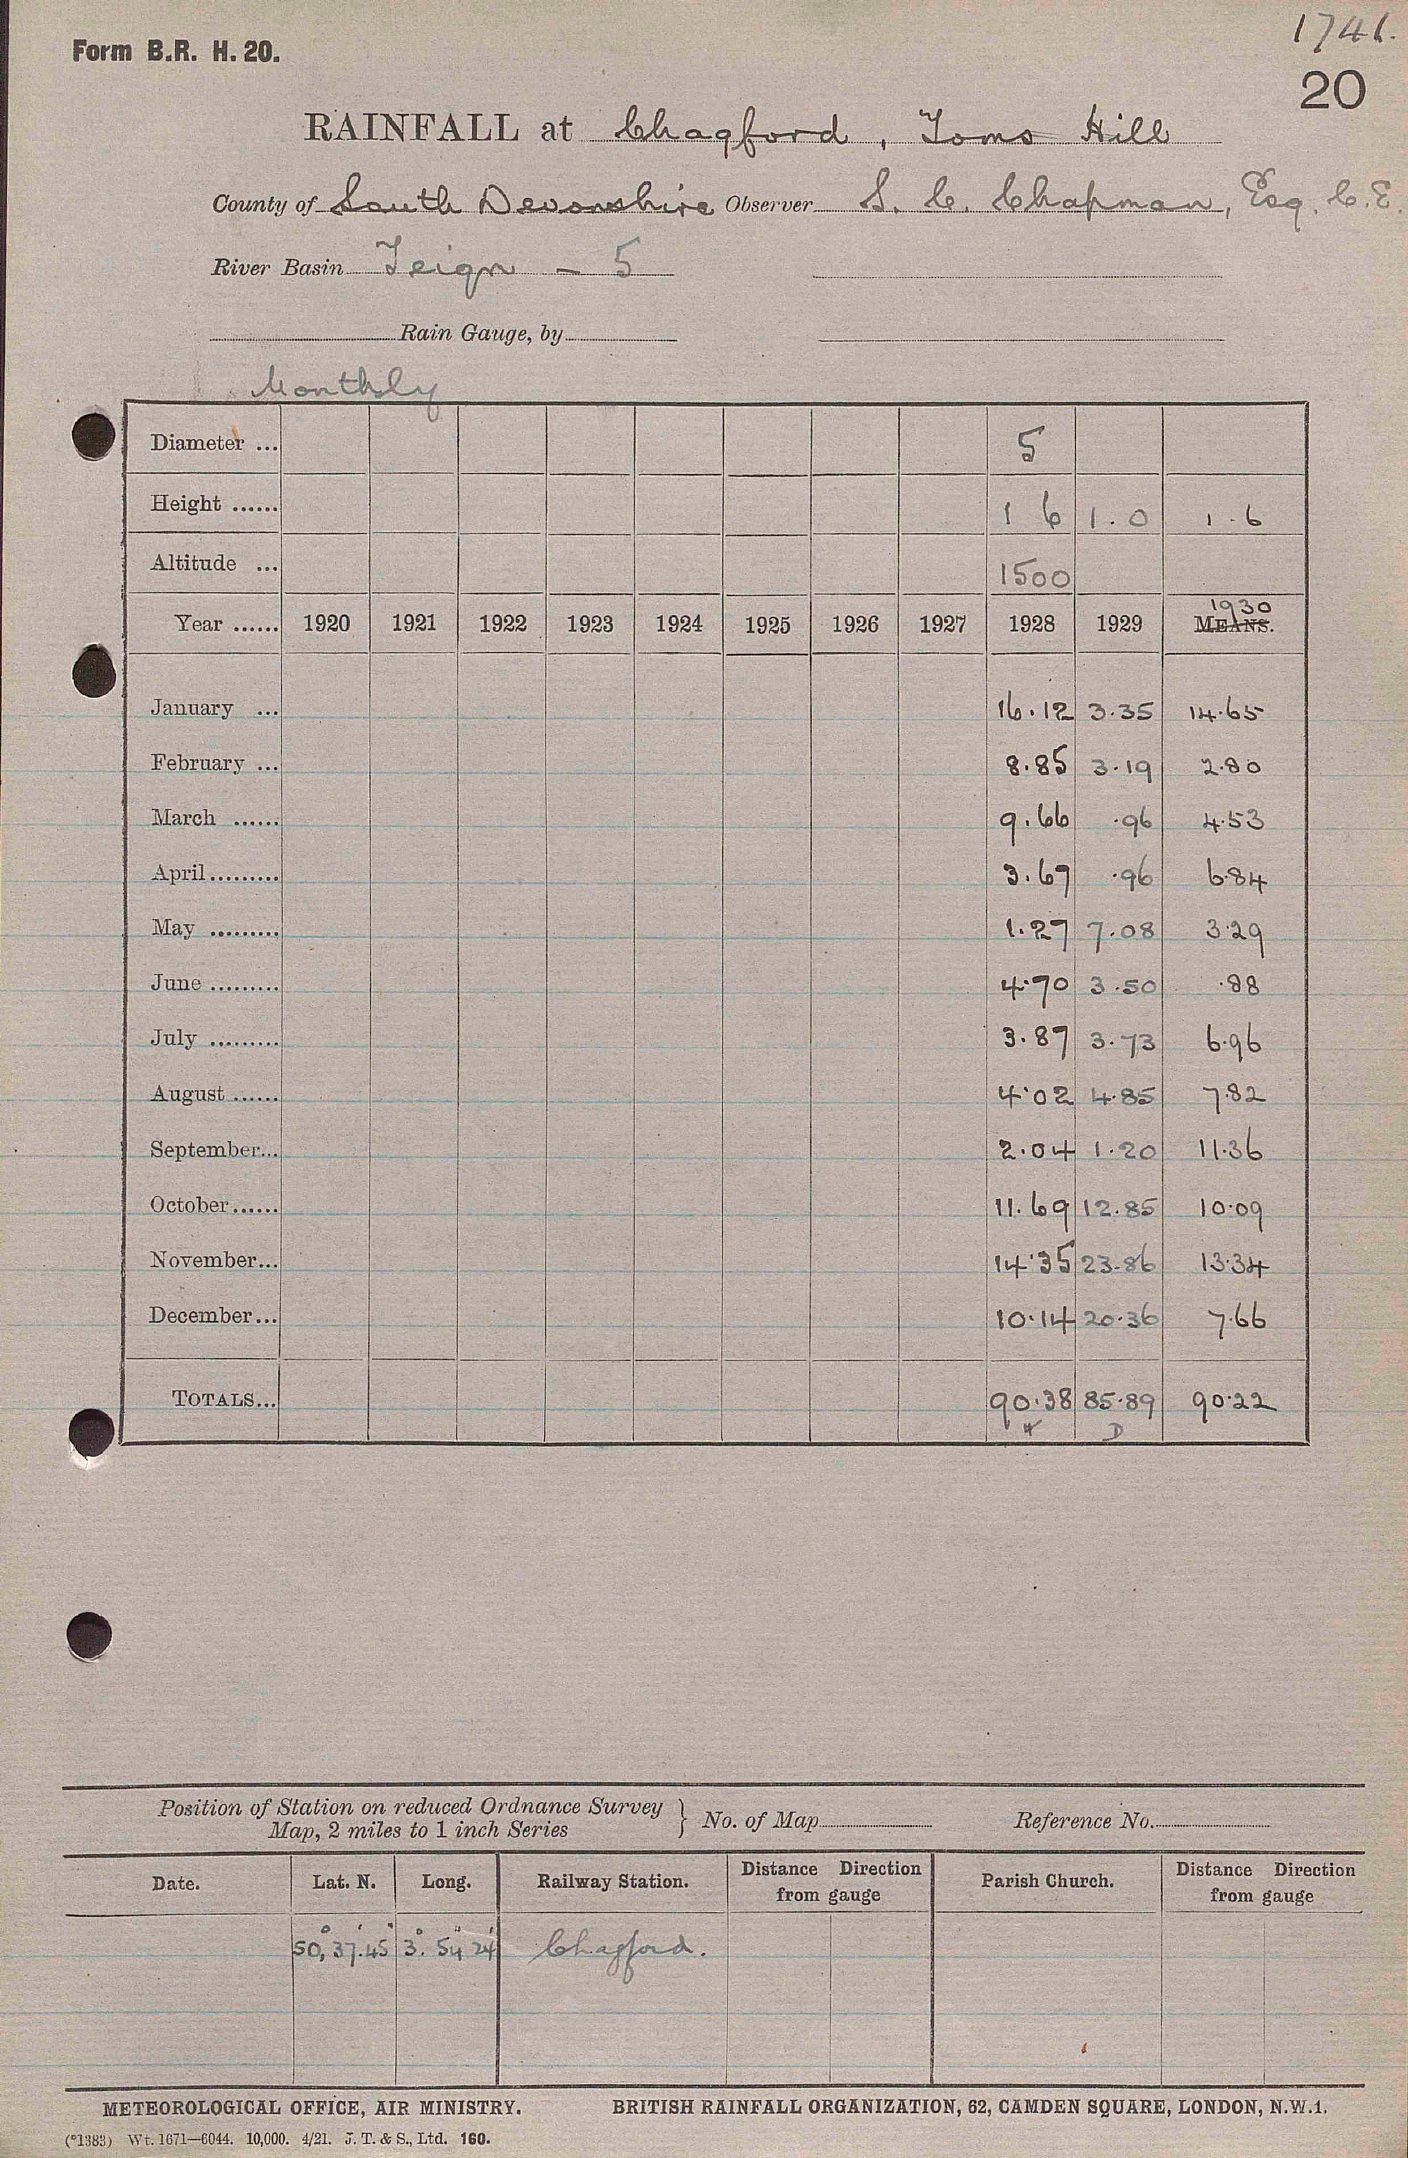 1741.
Form B.R. H. 20.
20
RAINFALL at Chagford, Toms Hill
County of South Devonshire Observer S. C. Chapman, Esq. C.E.
River Basin Teign - 5
Rain Gauge, by
Monthly
Diameter ... 5
Height ...... 1 6 1.0 1.6
Altitude ... 1500
1930
Year ...... 1920 1921 1922 1923 1924 1925 1926 1927 1928 1929 MEANS.
January ... 16.12 3.35 14.65
February ... 8.85 3.19 2.80
March ...... 9.66 .96 4.53
April......... 3.67 .96 6.84
May ......... 1.27 7.08 3.29
June ......... 4.70 3.50 .88
July ......... 3.87 3.73 6.96
August ...... 4.02 4.85 7.82
September... 2.04 1.20 11.36
October...... 11.69 12.85 10.09
November... 14.35 23.86 13.34
December... 10.14 20.36 7.66
TOTALS... 90.38 85.89 90.22
D
Position of Station on reduced Ordnance Survey
Map, 2 miles to 1 inch Series } No. of Map Reference No.
Date. Lat. N. Long. Railway Station. Distance Direction from gauge Parish Church. Distance Direction from gauge
50° 37' 45" 3° 54" 24' Chagford.
METEOROLOGICAL OFFICE, AIR MINISTRY. BRITISH RAINFALL ORGANIZATION, 62, CAMDEN SQUARE, LONDON, N.W.1.
(*1383) Wt. 1671—6044. 10,000. 4/21. J. T. & S., Ltd. 160.